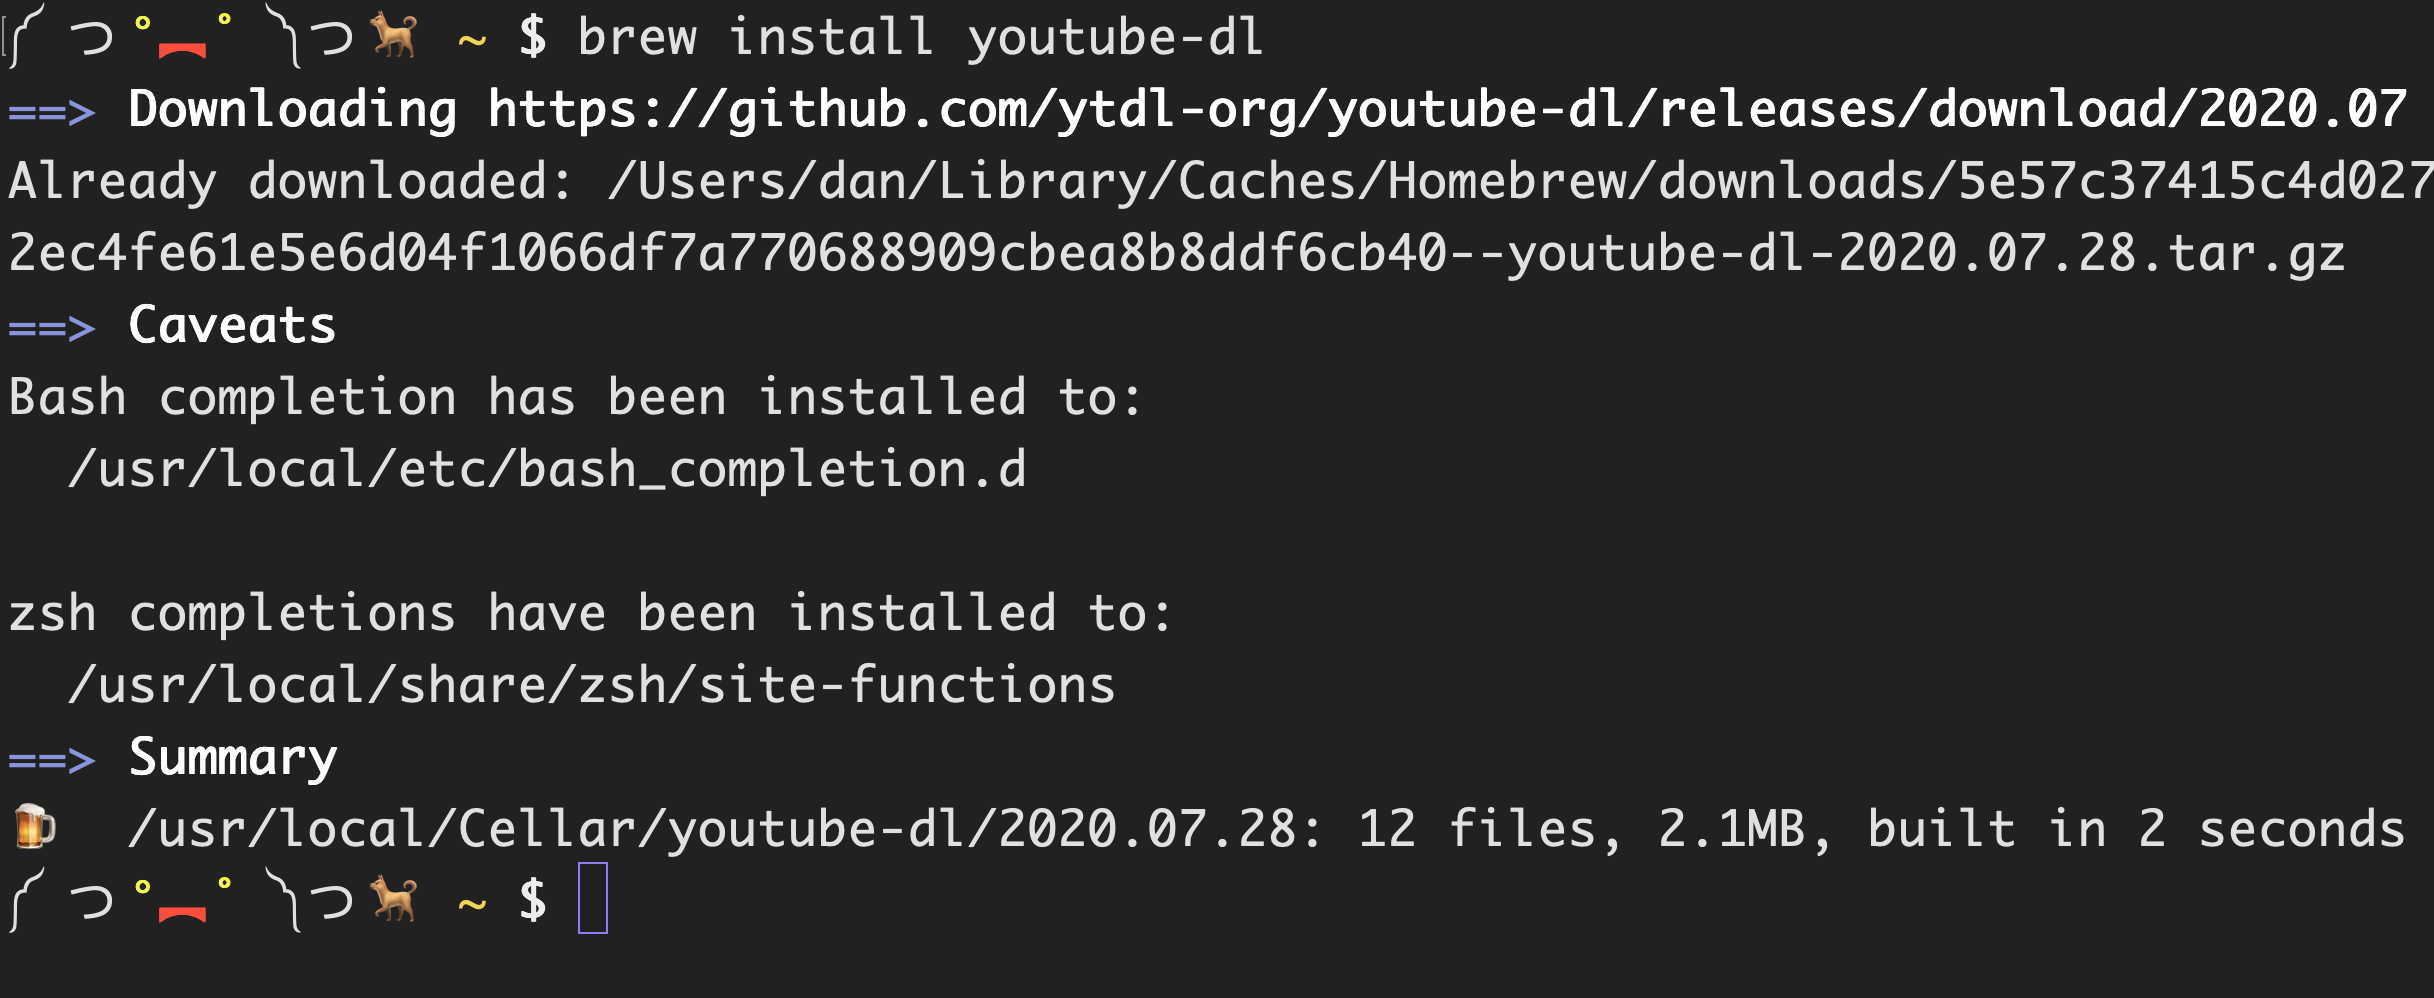 ༼ つ ° ︻ ° ༽つ🐕 ~ $ brew install youtube-dl
==> Downloading https://github.com/ytdl-org/youtube-dl/releases/download/2020.07
Already downloaded: /Users/dan/Library/Caches/Homebrew/downloads/5e57c37415c4d027
2ec4fe61e5e6d04f1066df7a770688909cbea8b8ddf6cb40--youtube-dl-2020.07.28.tar.gz
==> Caveats
Bash completion has been installed to:
  /usr/local/etc/bash_completion.d
zsh completions have been installed to:
  /usr/local/share/zsh/site-functions
==> Summary
🍺  /usr/local/Cellar/youtube-dl/2020.07.28: 12 files, 2.1MB, built in 2 seconds
༼ つ ° ︻ ° ༽つ🐕 ~ $